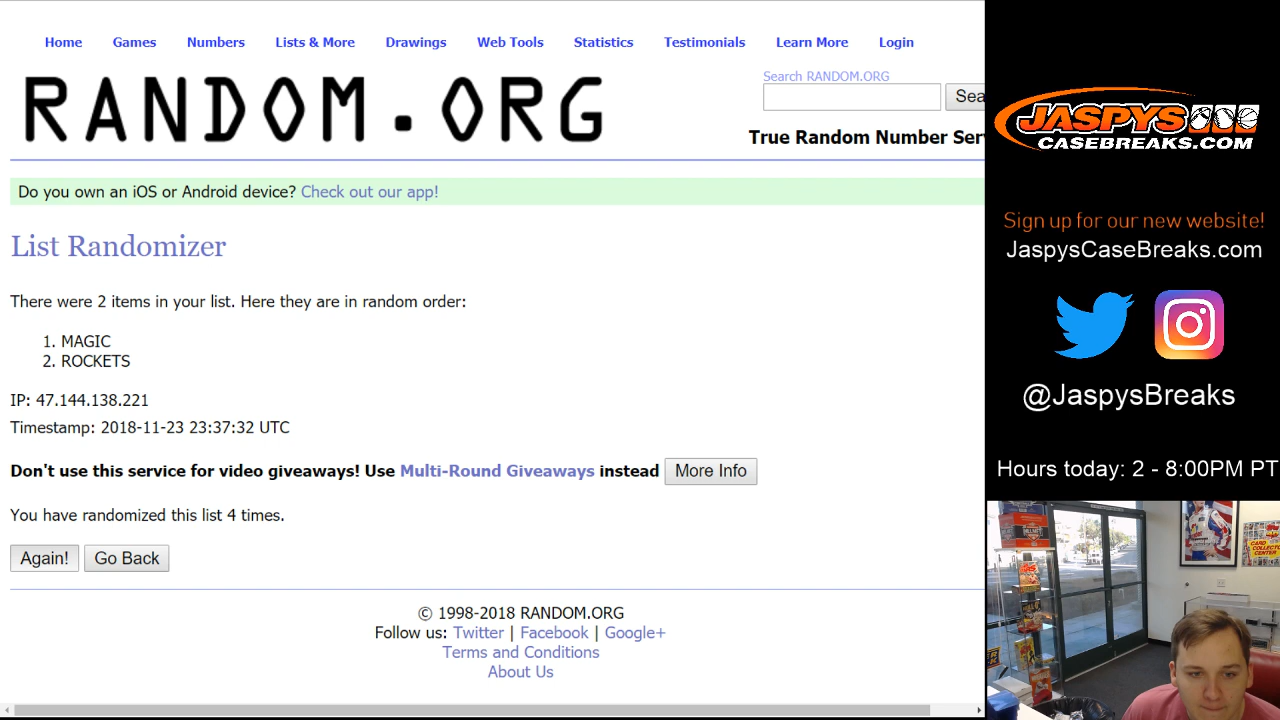 Home Games Numbers Lists & More Drawings Web Tools Statistics Testimonials Learn More Login
RANDOM.ORG
Search RANDOM.ORG
Sea
True Random Number Ser
Do you own an iOS or Android device? Check out our app!
List Randomizer
There were 2 items in your list. Here they are in random order:
1. MAGIC
2. ROCKETS
IP: 47.144.138.221
Timestamp: 2018-11-23 23:37:32 UTC
Don't use this service for video giveaways! Use Multi-Round Giveaways instead More Info
You have randomized this list 4 times.
Again! Go Back
© 1998-2018 RANDOM.ORG
Follow us: Twitter | Facebook | Google+
Terms and Conditions
About Us
JASPYS
CASEBREAKS.COM
Sign up for our new website!
JaspysCaseBreaks.com
@JaspysBreaks
Hours today: 2 - 8:00PM PT